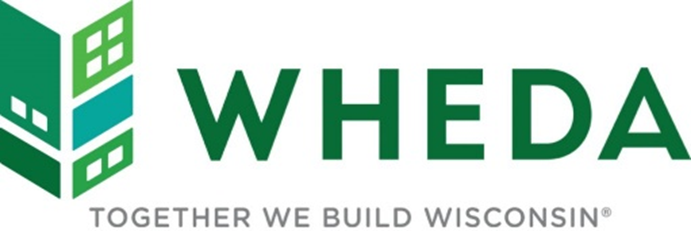 WHEDA
TOGETHER WE BUILD WISCONSIN®